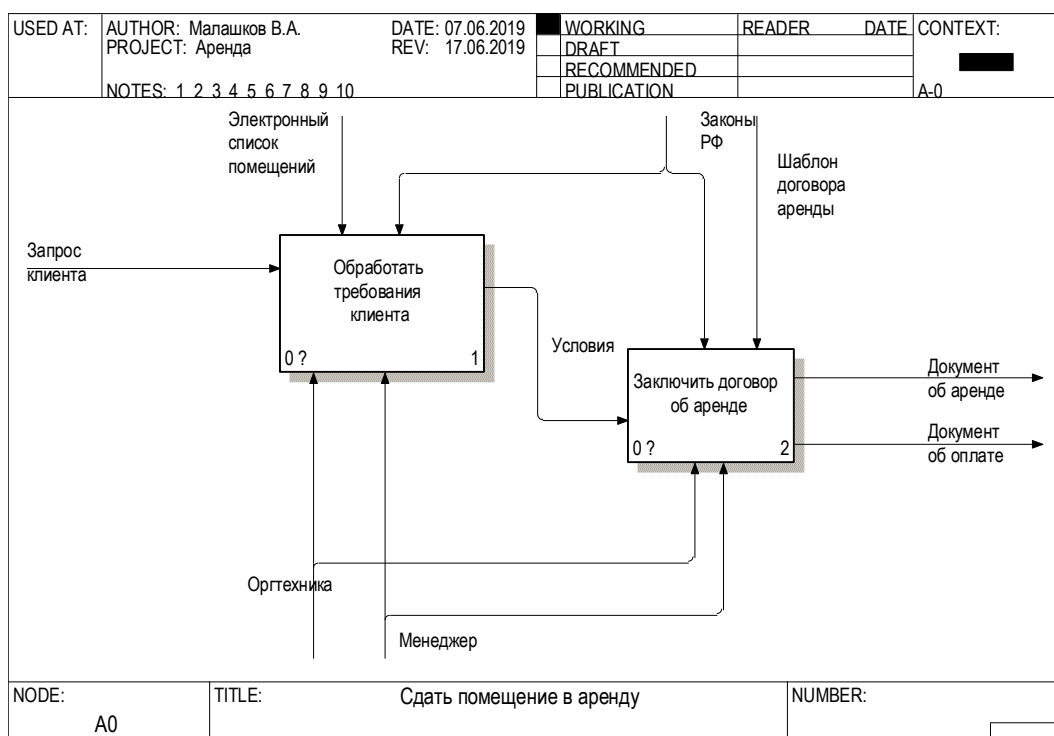 USED AT:
AUTHOR: Малашков В.А.
DATE: 07.06.2019
PROJECT: Аренда
REV: 17.06.2019
NOTES: 1 2 3 4 5 6 7 8 9 10
WORKING
DRAFT
RECOMMENDED
PUBLICATION
READER DATE
CONTEXT:
A-0
Электронный
список
помещений
Законы
РФ
Шаблон
договора
аренды
Запрос
клиента
Обработать
требования
клиента
0 ? 1
Условия
Заключить договор
об аренде
0 ? 2
Документ
об аренде
Документ
об оплате
Оргтехника
Менеджер
NODE:
A0
TITLE:
Сдать помещение в аренду
NUMBER: